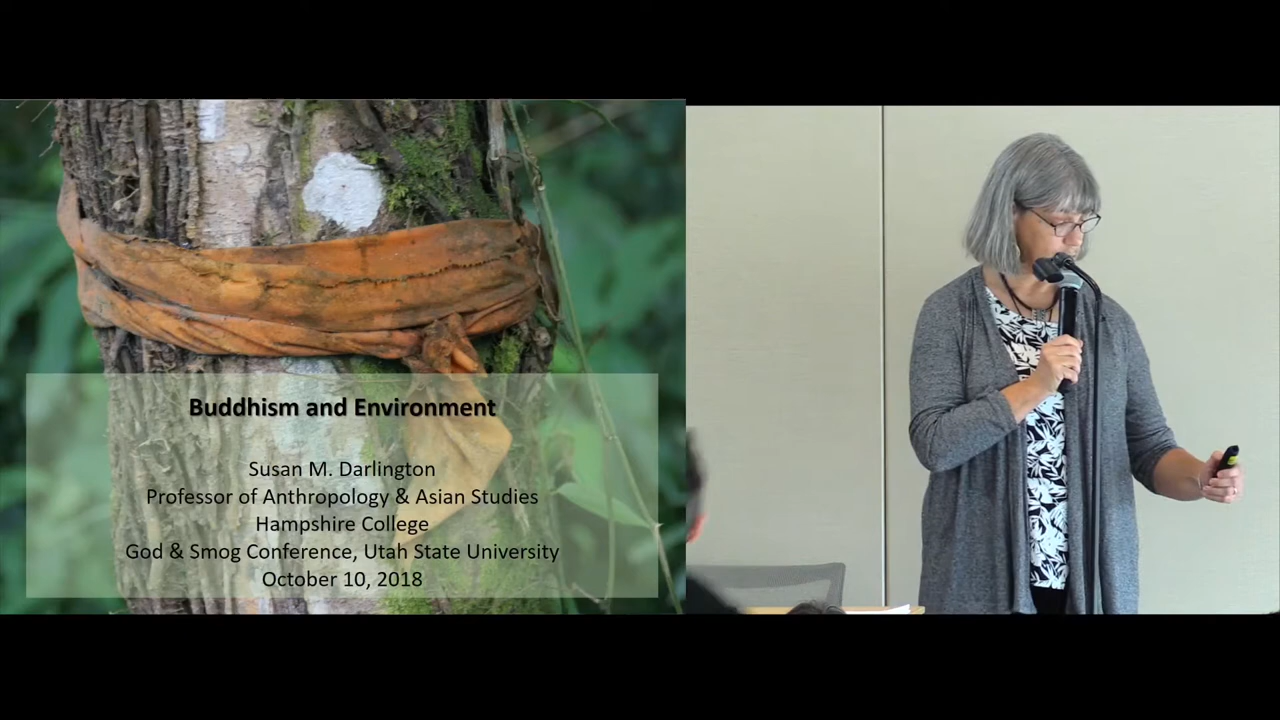 Buddhism and Environment
Susan M. Darlington
Professor of Anthropology & Asian Studies
Hampshire College
God & Smog Conference, Utah State University
October 10, 2018